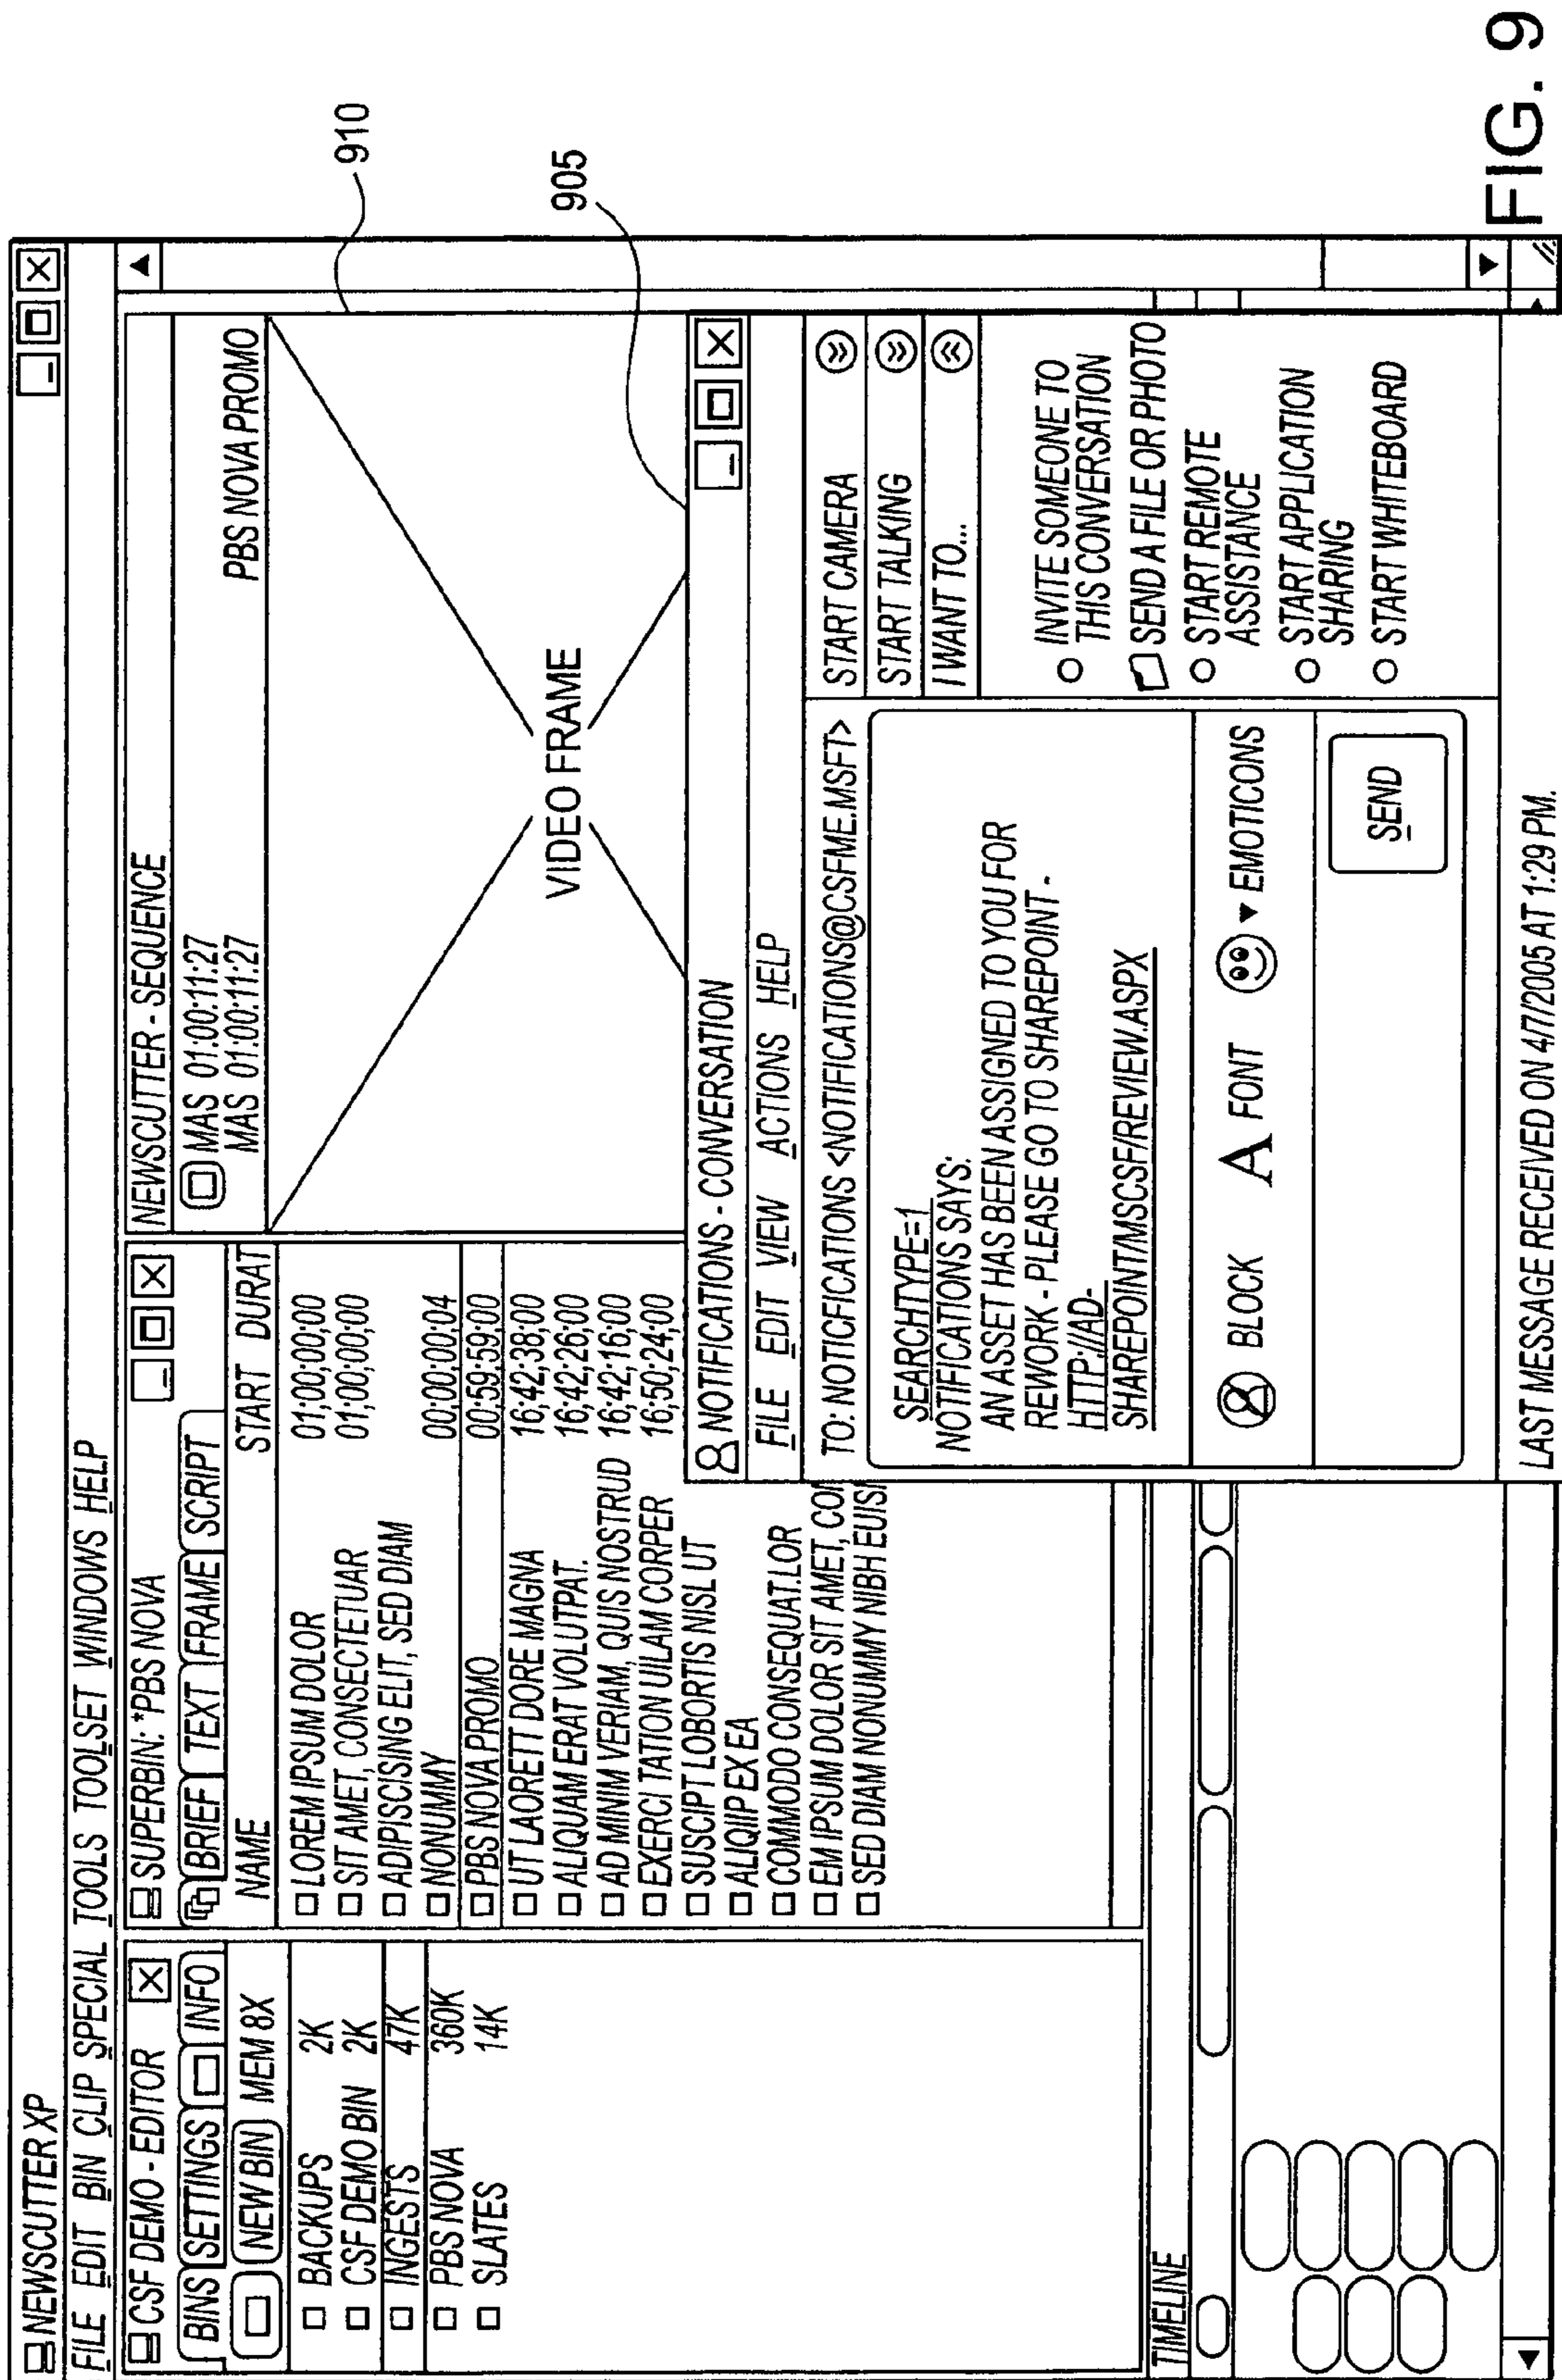 NEWSCUTTER XP
FILE EDIT BIN CLIP SPECIAL TOOLS TOOLSET WINDOWS HELP
CSF DEMO - EDITOR
BINS SETTINGS INFO
NEW BIN MEM 8X
BACKUPS 2K
CSF DEMO BIN 2K
INGESTS 47K
PBS NOVA 360K
SLATES 14K
SUPERBIN: *PBS NOVA
BRIEF TEXT FRAME SCRIPT
NAME START DURAT
LOREM IPSUM DOLOR 01;00;00;00
SIT AMET, CONSECTETUAR 01;00;00;00
ADIPISCISING ELIT, SED DIAM
NONUMMY 00;00;00;04
PBS NOVA PROMO 00;59;59;00
UT LAORETT DORE MAGNA 16;42;38;00
ALIQUAM ERAT VOLUTPAT. 16;42;26;00
AD MINIM VERIAM, QUIS NOSTRUD 16;42;16;00
EXERCI TATION UILAM CORPER 16;50;24;00
SUSCIPT LOBORTIS NISL UT
ALIQIIP EX EA
COMMODO CONSEQUAT.LOR
EM IPSUM DOLOR SIT AMET, CON
SED DIAM NONUMMY NIBH EUISI
NEWSCUTTER - SEQUENCE
MAS 01:00:11:27
MAS 01:00:11:27
PBS NOVA PROMO
VIDEO FRAME
910
905
NOTIFICATIONS - CONVERSATION
FILE EDIT VIEW ACTIONS HELP
TO: NOTICFICATIONS <NOTIFICATIONS@CSFME.MSFT>
SEARCHTYPE=1
NOTIFICATIONS SAYS:
AN ASSET HAS BEEN ASSIGNED TO YOU FOR
REWORK - PLEASE GO TO SHAREPOINT -
HTTP://AD-
SHAREPOINT/MSCSF/REVIEW.ASPX
BLOCK A FONT EMOTICONS
SEND
START CAMERA
START TALKING
I WANT TO...
INVITE SOMEONE TO
THIS CONVERSATION
SEND A FILE OR PHOTO
START REMOTE
ASSISTANCE
START APPLICATION
SHARING
START WHITEBOARD
LAST MESSAGE RECEIVED ON 4/7/2005 AT 1:29 PM.
TIMELINE
FIG. 9